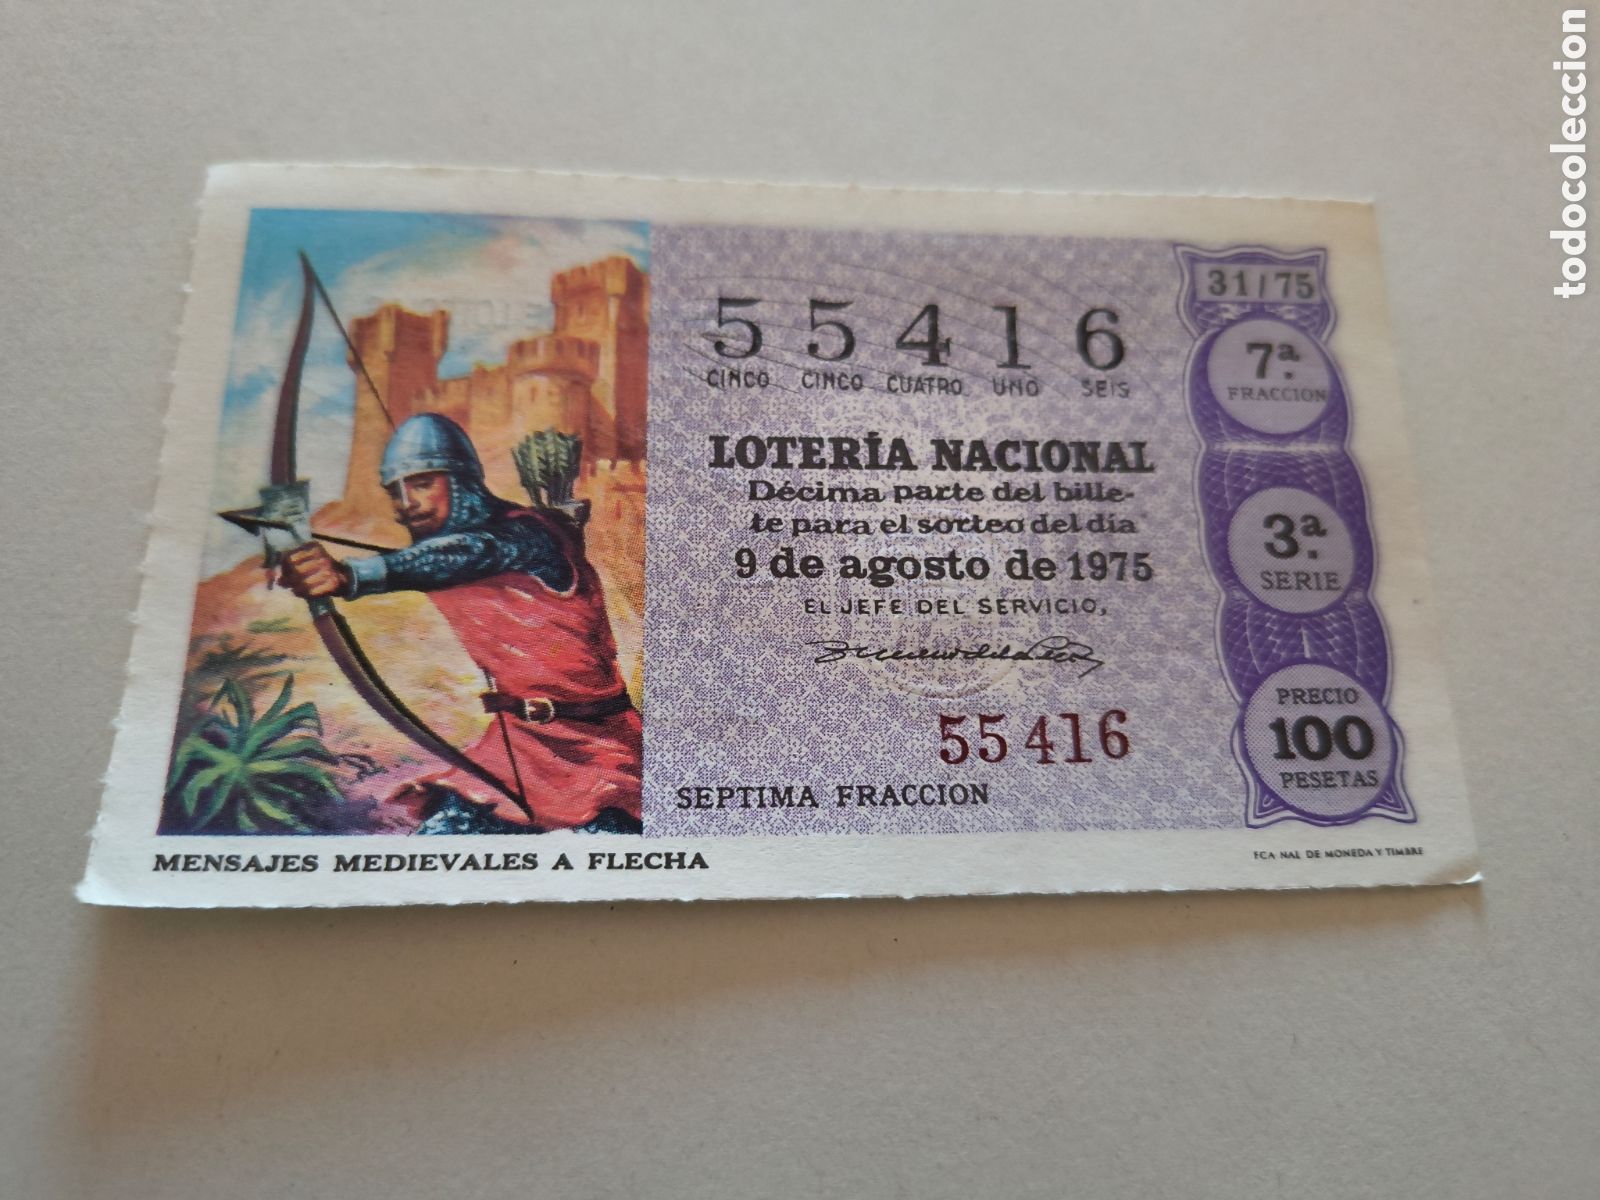 55416
CINCO CINCO CUATRO UNO SEIS
LOTERÍA NACIONAL
Décima parte del bille-
te para el sorteo del día
9 de agosto de 1975
EL JEFE DEL SERVICIO,
55416
SEPTIMA FRACCION
31/75
7ª.
FRACCION
3ª.
SERIE
PRECIO
100
PESETAS
MENSAJES MEDIEVALES A FLECHA
FCA NAL DE MONEDA Y TIMBRE
todocoleccion